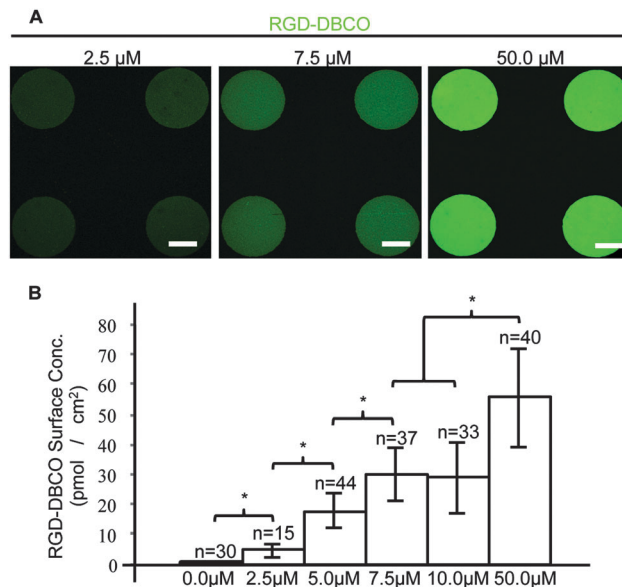 A
RGD-DBCO
2.5 µM 7.5 µM 50.0 µM
B
RGD-DBCO Surface Conc.
(pmol / cm²)
80
70
60
50
40
30
20
10
0
n=30
n=15
n=44
n=37
n=33
n=40
*
*
*
*
0.0µM 2.5µM 5.0µM 7.5µM 10.0µM 50.0µM